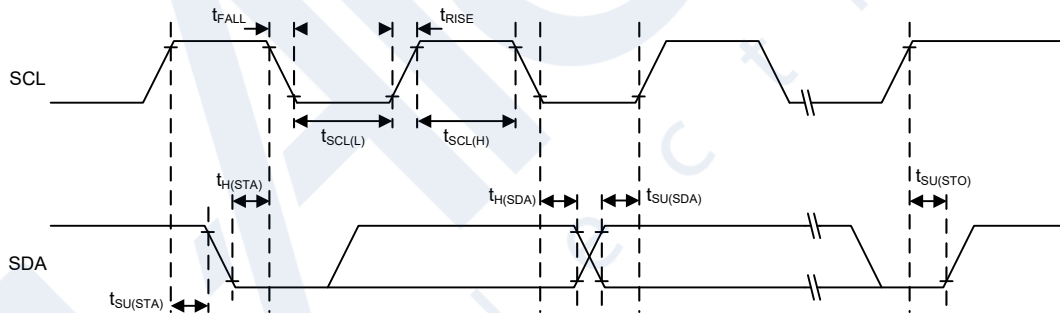 tFALL
tRISE
SCL
tSCL(L)
tSCL(H)
tH(STA)
tH(SDA)
tSU(SDA)
tSU(STO)
SDA
tSU(STA)